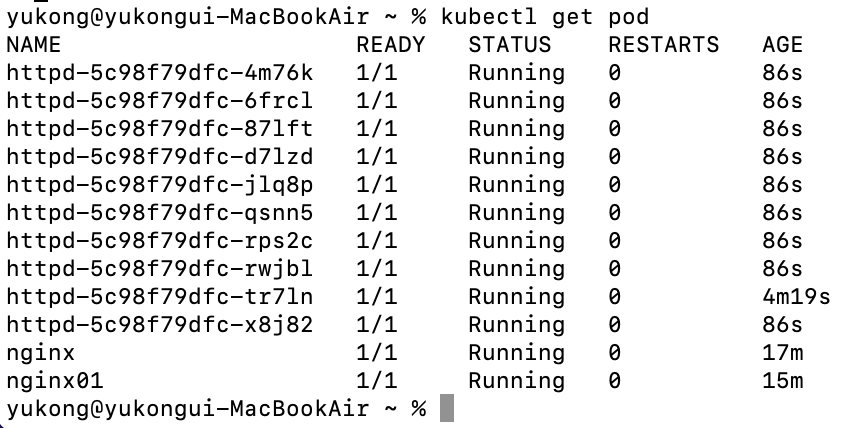 yukong@yukongui-MacBookAir ~ % kubectl get pod
NAME READY STATUS RESTARTS AGE
httpd-5c98f79dfc-4m76k 1/1 Running 0 86s
httpd-5c98f79dfc-6frcl 1/1 Running 0 86s
httpd-5c98f79dfc-87lft 1/1 Running 0 86s
httpd-5c98f79dfc-d7lzd 1/1 Running 0 86s
httpd-5c98f79dfc-jlq8p 1/1 Running 0 86s
httpd-5c98f79dfc-qsnn5 1/1 Running 0 86s
httpd-5c98f79dfc-rps2c 1/1 Running 0 86s
httpd-5c98f79dfc-rwjbl 1/1 Running 0 86s
httpd-5c98f79dfc-tr7ln 1/1 Running 0 4m19s
httpd-5c98f79dfc-x8j82 1/1 Running 0 86s
nginx 1/1 Running 0 17m
nginx01 1/1 Running 0 15m
yukong@yukongui-MacBookAir ~ %